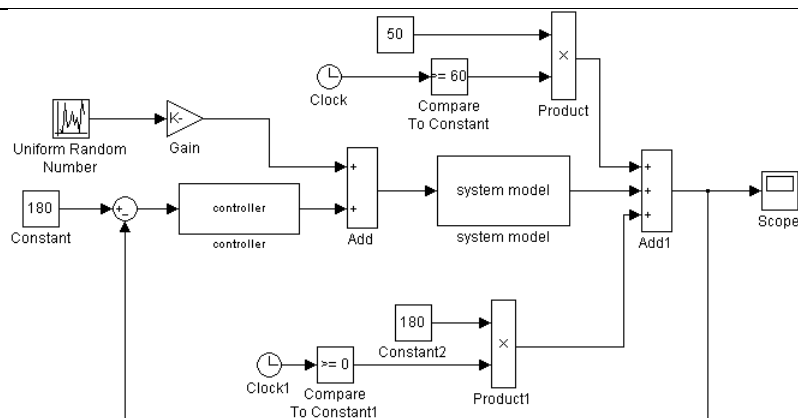 50
×
Product
Clock
>= 60
Compare
To Constant
Uniform Random
Number
K-
Gain
180
Constant
+
−
controller
controller
+
+
Add
system model
system model
+
+
+
Add1
Scope
180
Constant2
Clock1
>= 0
Compare
To Constant1
×
Product1